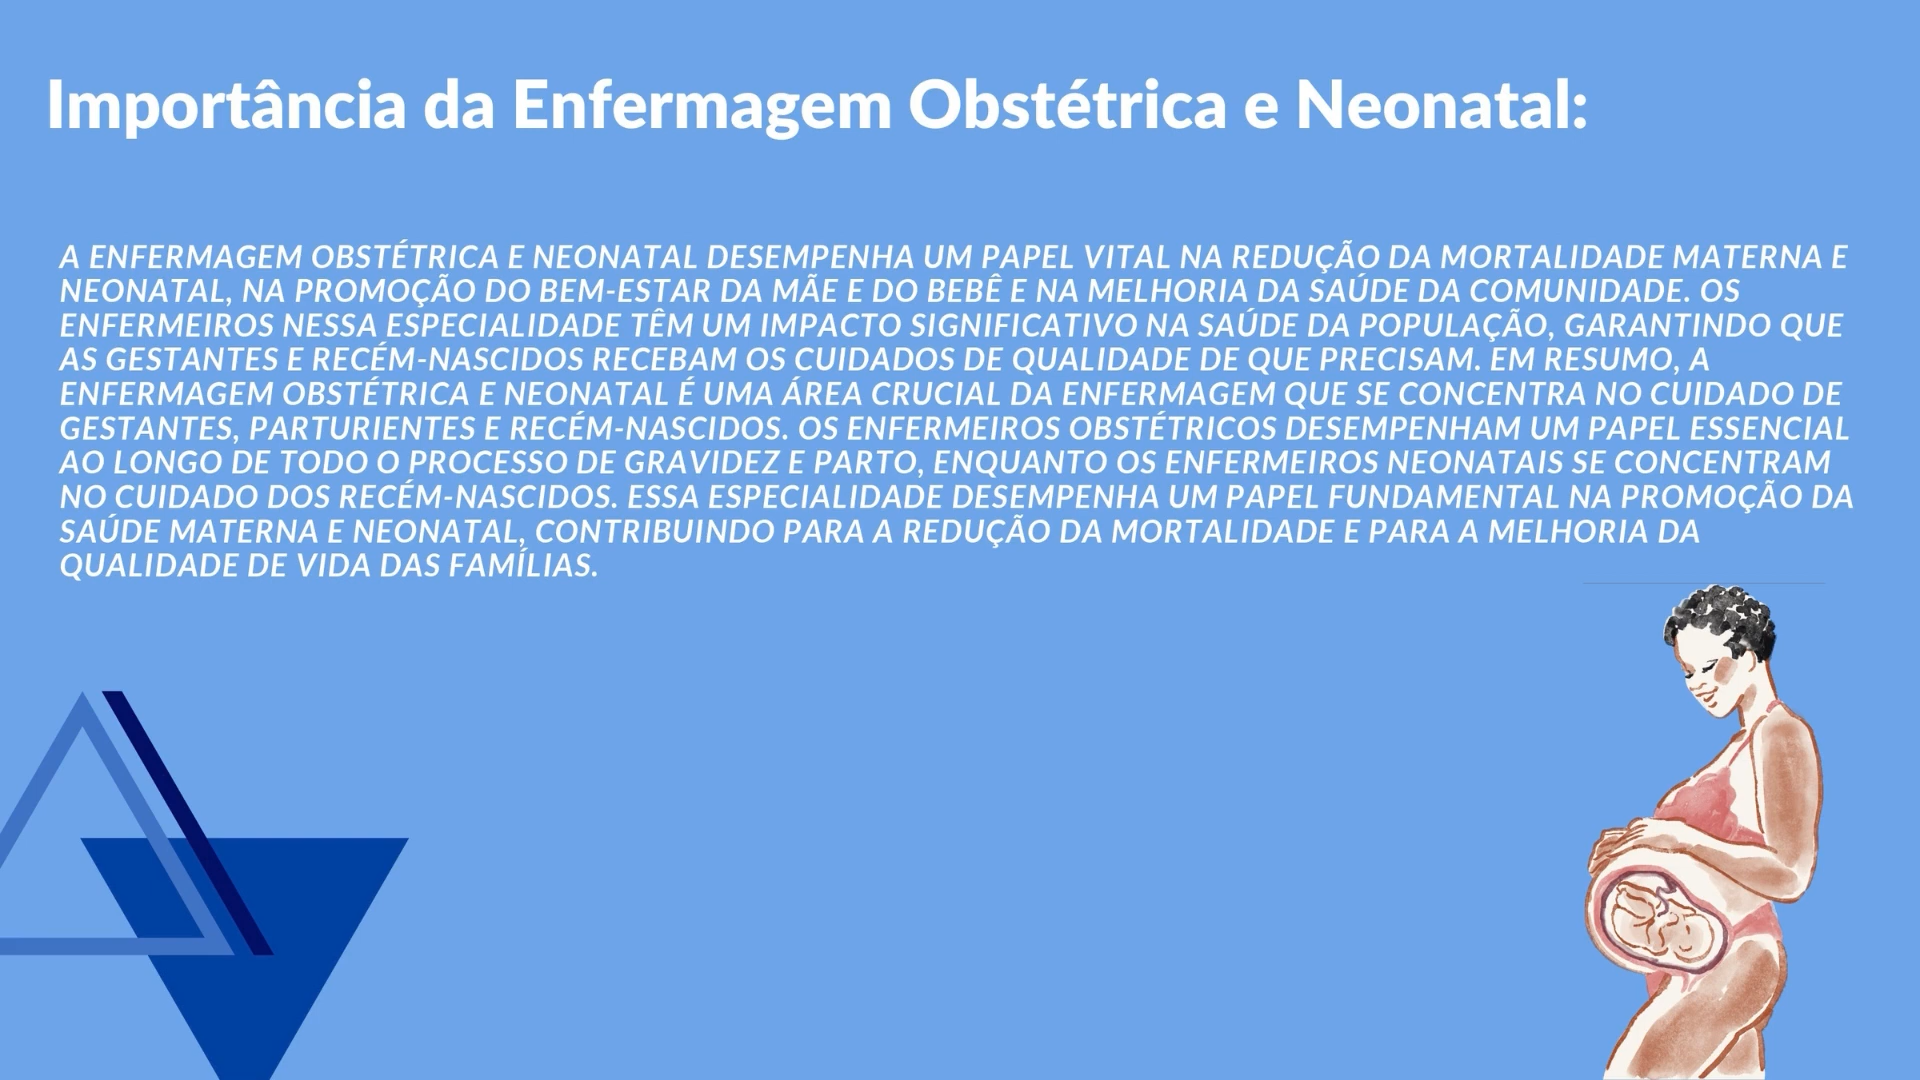 Importância da Enfermagem Obstétrica e Neonatal:
A ENFERMAGEM OBSTÉTRICA E NEONATAL DESEMPENHA UM PAPEL VITAL NA REDUÇÃO DA MORTALIDADE MATERNA E
NEONATAL, NA PROMOÇÃO DO BEM-ESTAR DA MÃE E DO BEBÊ E NA MELHORIA DA SAÚDE DA COMUNIDADE. OS
ENFERMEIROS NESSA ESPECIALIDADE TÊM UM IMPACTO SIGNIFICATIVO NA SAÚDE DA POPULAÇÃO, GARANTINDO QUE
AS GESTANTES E RECÉM-NASCIDOS RECEBAM OS CUIDADOS DE QUALIDADE DE QUE PRECISAM. EM RESUMO, A
ENFERMAGEM OBSTÉTRICA E NEONATAL É UMA ÁREA CRUCIAL DA ENFERMAGEM QUE SE CONCENTRA NO CUIDADO DE
GESTANTES, PARTURIENTES E RECÉM-NASCIDOS. OS ENFERMEIROS OBSTÉTRICOS DESEMPENHAM UM PAPEL ESSENCIAL
AO LONGO DE TODO O PROCESSO DE GRAVIDEZ E PARTO, ENQUANTO OS ENFERMEIROS NEONATAIS SE CONCENTRAM
NO CUIDADO DOS RECÉM-NASCIDOS. ESSA ESPECIALIDADE DESEMPENHA UM PAPEL FUNDAMENTAL NA PROMOÇÃO DA
SAÚDE MATERNA E NEONATAL, CONTRIBUINDO PARA A REDUÇÃO DA MORTALIDADE E PARA A MELHORIA DA
QUALIDADE DE VIDA DAS FAMÍLIAS.